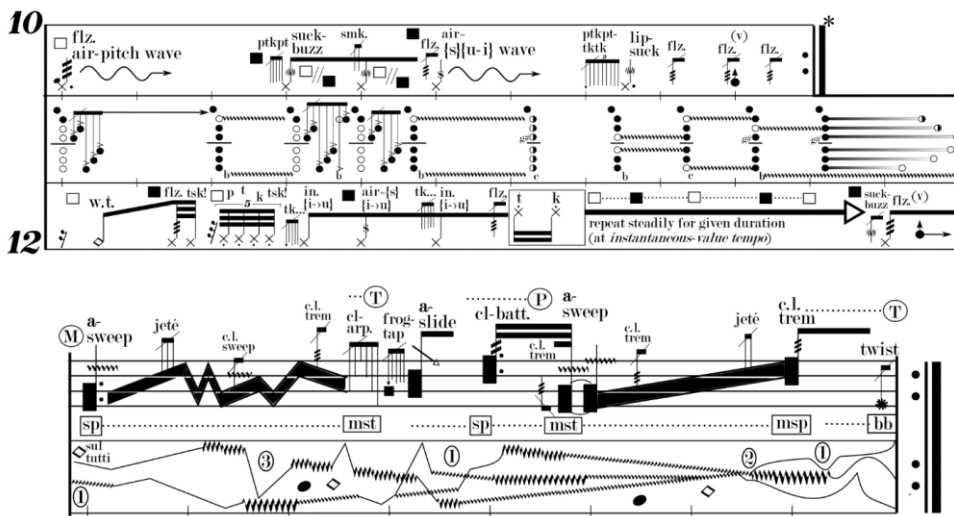 10
flz. suck- smk. air- ptkpt- lip- (v) *
air-pitch wave ptkpt buzz flz. {s}{u-i} wave tktk suck flz. flz. flz.
s
g# g# g#
b b c b c b
w.t. flz. tsk! p t k tsk! in. air-{s} tk... in. flz. t k suck- (v)
5 tk... {i->u} {i->u} {i->u} buzz flz.
s
repeat steadily for given duration
(at instantaneous-value tempo)
12
T P
M a- jeté c.l. c.l. cl- frog- a- cl-batt. a- c.l. jeté c.l. T
sweep sweep trem arp. tap slide c.l. sweep trem trem twist
trem
sp mst sp mst msp bb
sul
tutti
1 3 1 2 1